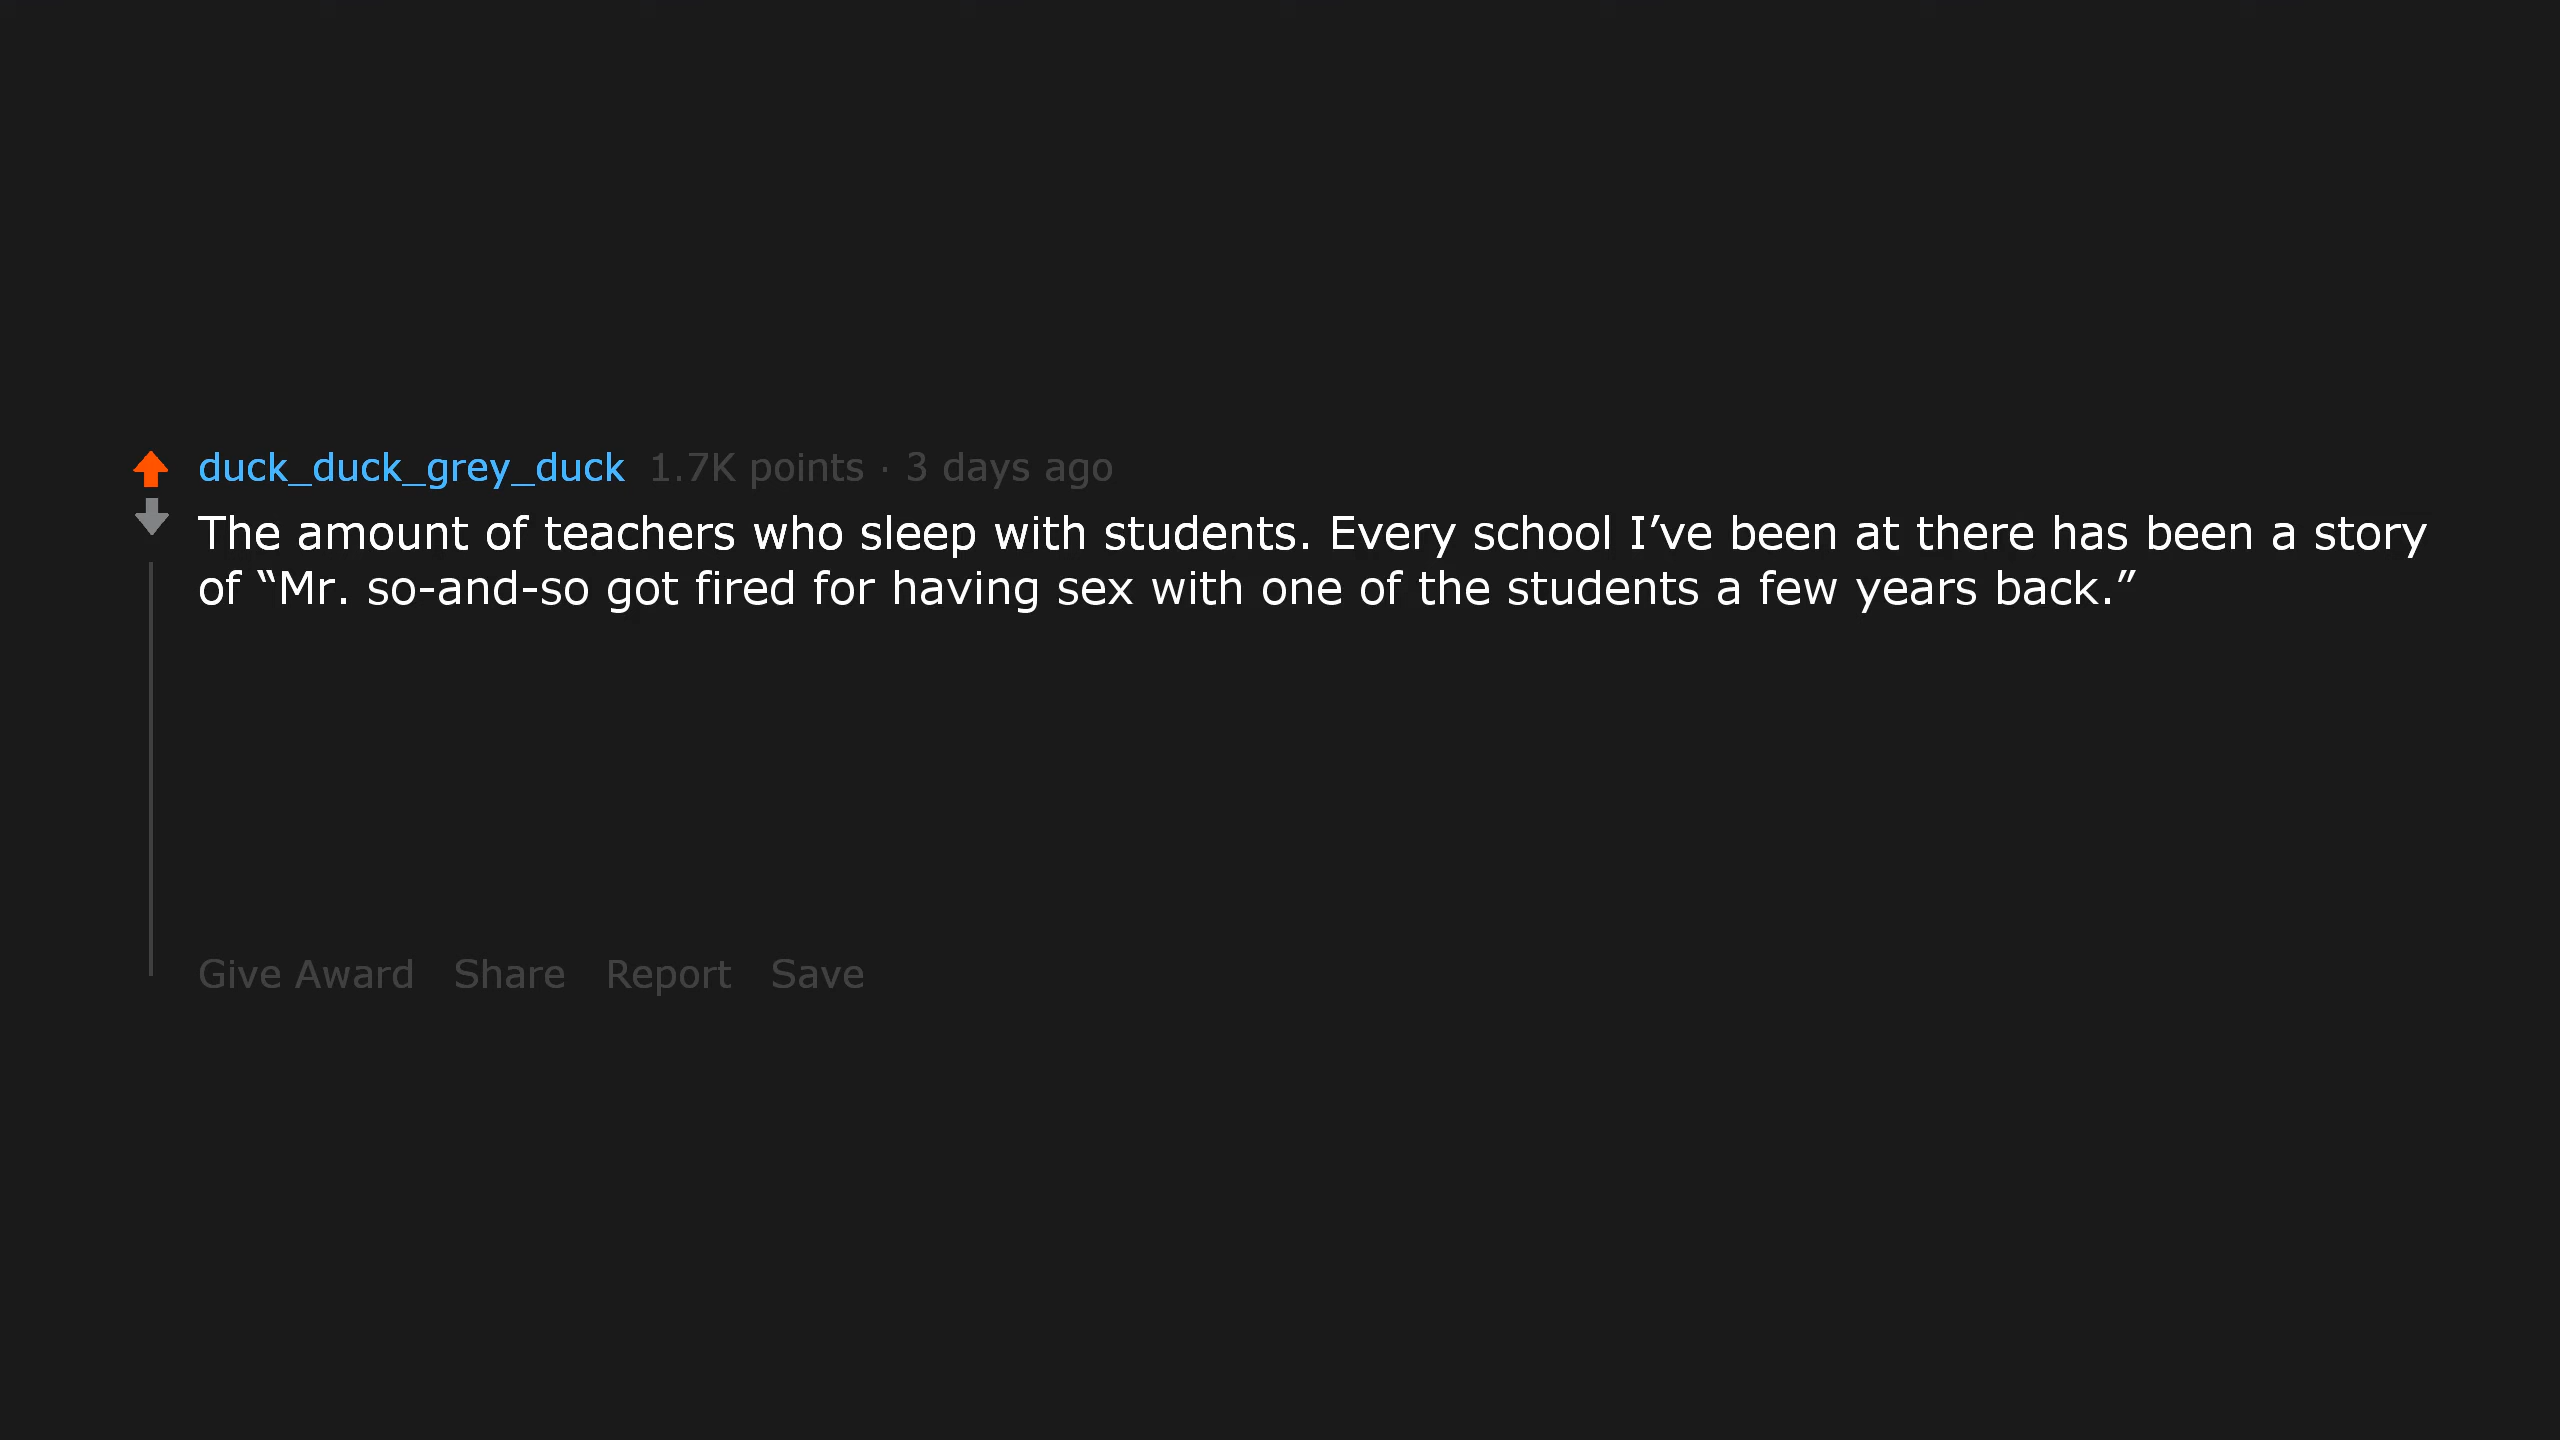 duck_duck_grey_duck 1.7K points · 3 days ago
The amount of teachers who sleep with students. Every school I’ve been at there has been a story
of “Mr. so-and-so got fired for having sex with one of the students a few years back.”
Give Award Share Report Save